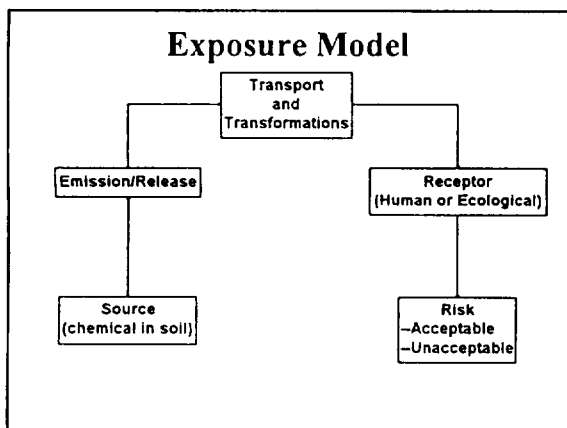 Exposure Model
Transport
and
Transformations
Emission/Release
Receptor
(Human or Ecological)
Source
(chemical in soil)
Risk
–Acceptable
–Unacceptable